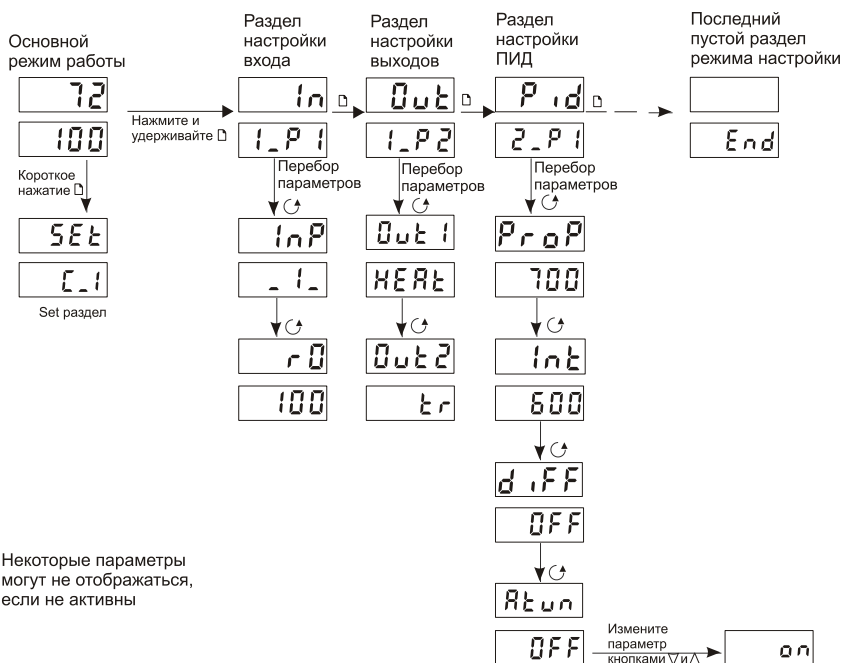 Основной
режим работы
72
100
Короткое
нажатие
SEt
C_1
Set раздел
Нажмите и
удерживайте
Раздел
настройки
входа
In
1_P1
Перебор
параметров
InP
_1_
r0
100
Раздел
настройки
выходов
Out
1_P2
Перебор
параметров
Out1
HEAt
Out2
tr
Раздел
настройки
ПИД
Pid
2_P1
Перебор
параметров
ProP
700
Int
600
diFF
OFF
Atun
OFF
Измените
параметр
кнопками ▽ и △
on
Последний
пустой раздел
режима настройки
End
Некоторые параметры
могут не отображаться,
если не активны